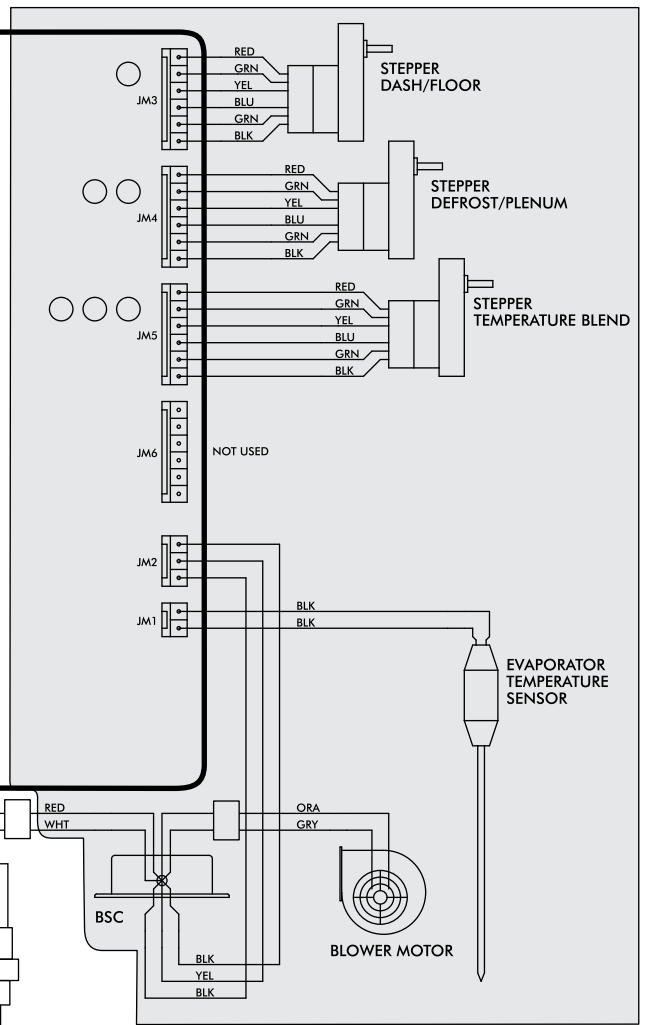 JM3
RED
GRN
YEL
BLU
GRN
BLK
STEPPER
DASH/FLOOR
JM4
RED
GRN
YEL
BLU
GRN
BLK
STEPPER
DEFROST/PLENUM
JM5
RED
GRN
YEL
BLU
GRN
BLK
STEPPER
TEMPERATURE BLEND
JM6
NOT USED
JM2
JM1
BLK
BLK
EVAPORATOR
TEMPERATURE
SENSOR
RED
WHT
ORA
GRY
BSC
BLOWER MOTOR
BLK
YEL
BLK